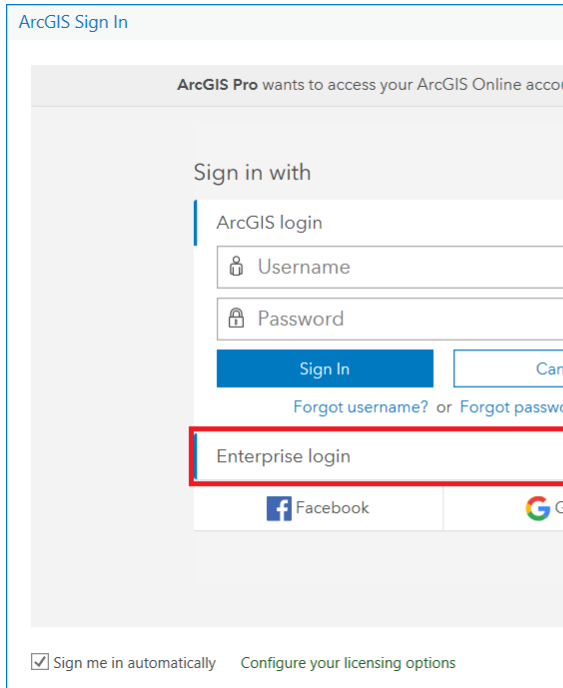 ArcGIS Sign In
ArcGIS Pro wants to access your ArcGIS Online
Sign in with
ArcGIS login
Username
Password
Sign In
Forgot username? or Forgot
Enterprise login
Facebook
G
Sign me in automatically Configure your licensing options